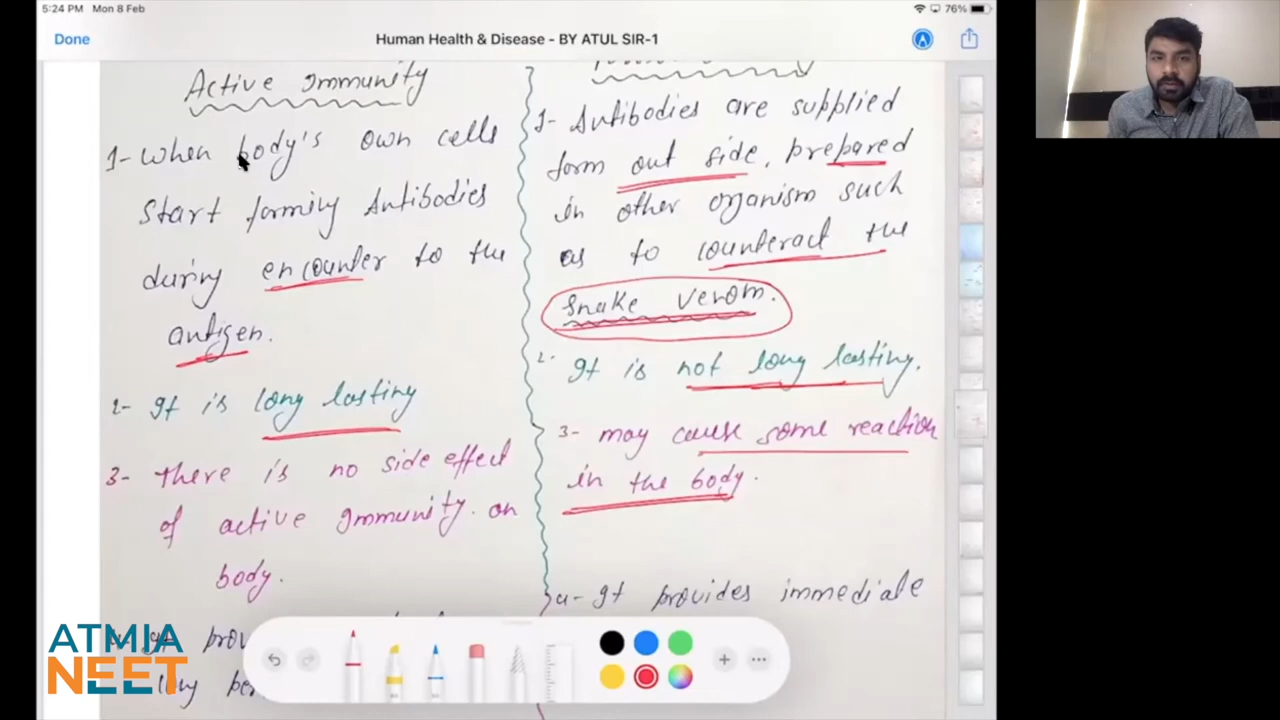 5:24 PM Mon 8 Feb
76%
Done
Human Health & Disease - BY ATUL SIR-1
Active Immunity
1- When body's own cells
start forming Antibodies
during encounter to the
antigen.
2- It is long lasting
3- there is no side effect
of active Immunity. on
body.
long
1- Antibodies are supplied
form out side, prepared
in other organism such
as to counteract the
Snake Venom.
2. It is not long lasting.
3- may cause some reaction
in the body.
4- It provides immediate
ATMIA
NEET